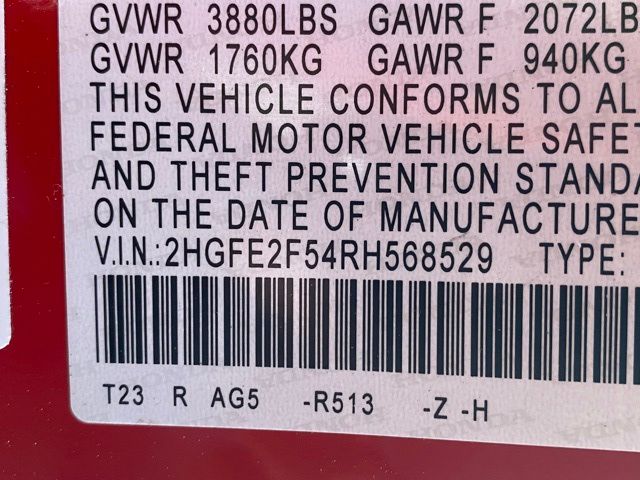 GVWR 3880LBS GAWR F 2072LB
GVWR 1760KG GAWR F 940KG
THIS VEHICLE CONFORMS TO AL
FEDERAL MOTOR VEHICLE SAFET
AND THEFT PREVENTION STANDA
ON THE DATE OF MANUFACTURE
V.I.N.:2HGFE2F54RH568529 TYPE:
T23 R AG5 -R513 -Z -H